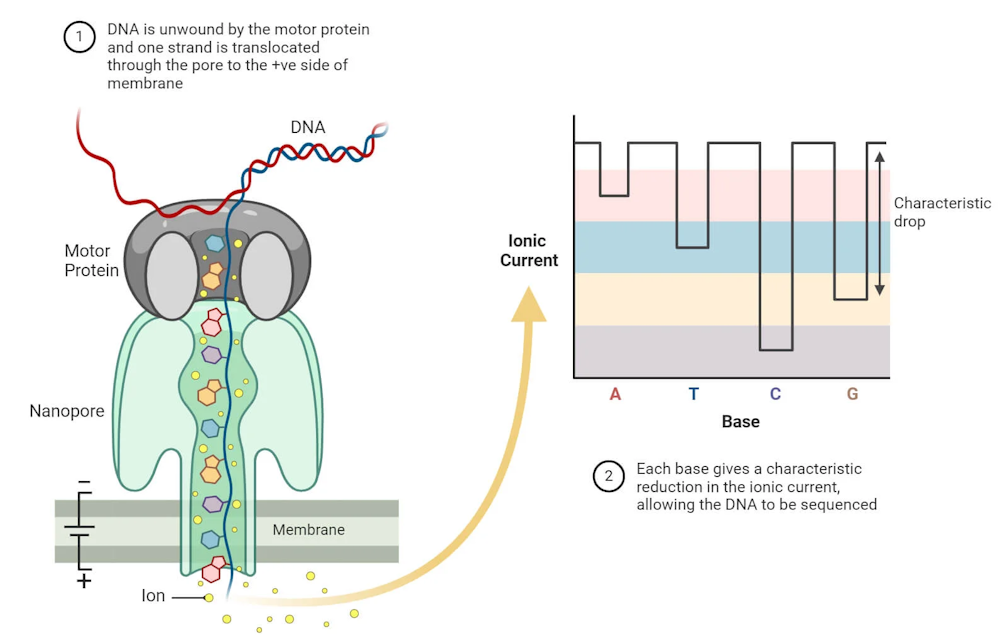 1
DNA is unwound by the motor protein
and one strand is translocated
through the pore to the +ve side of
membrane
DNA
Motor
Protein
Nanopore
−
Membrane
+
Ion
Ionic
Current
Characteristic
drop
A T C G
Base
2
Each base gives a characteristic
reduction in the ionic current,
allowing the DNA to be sequenced